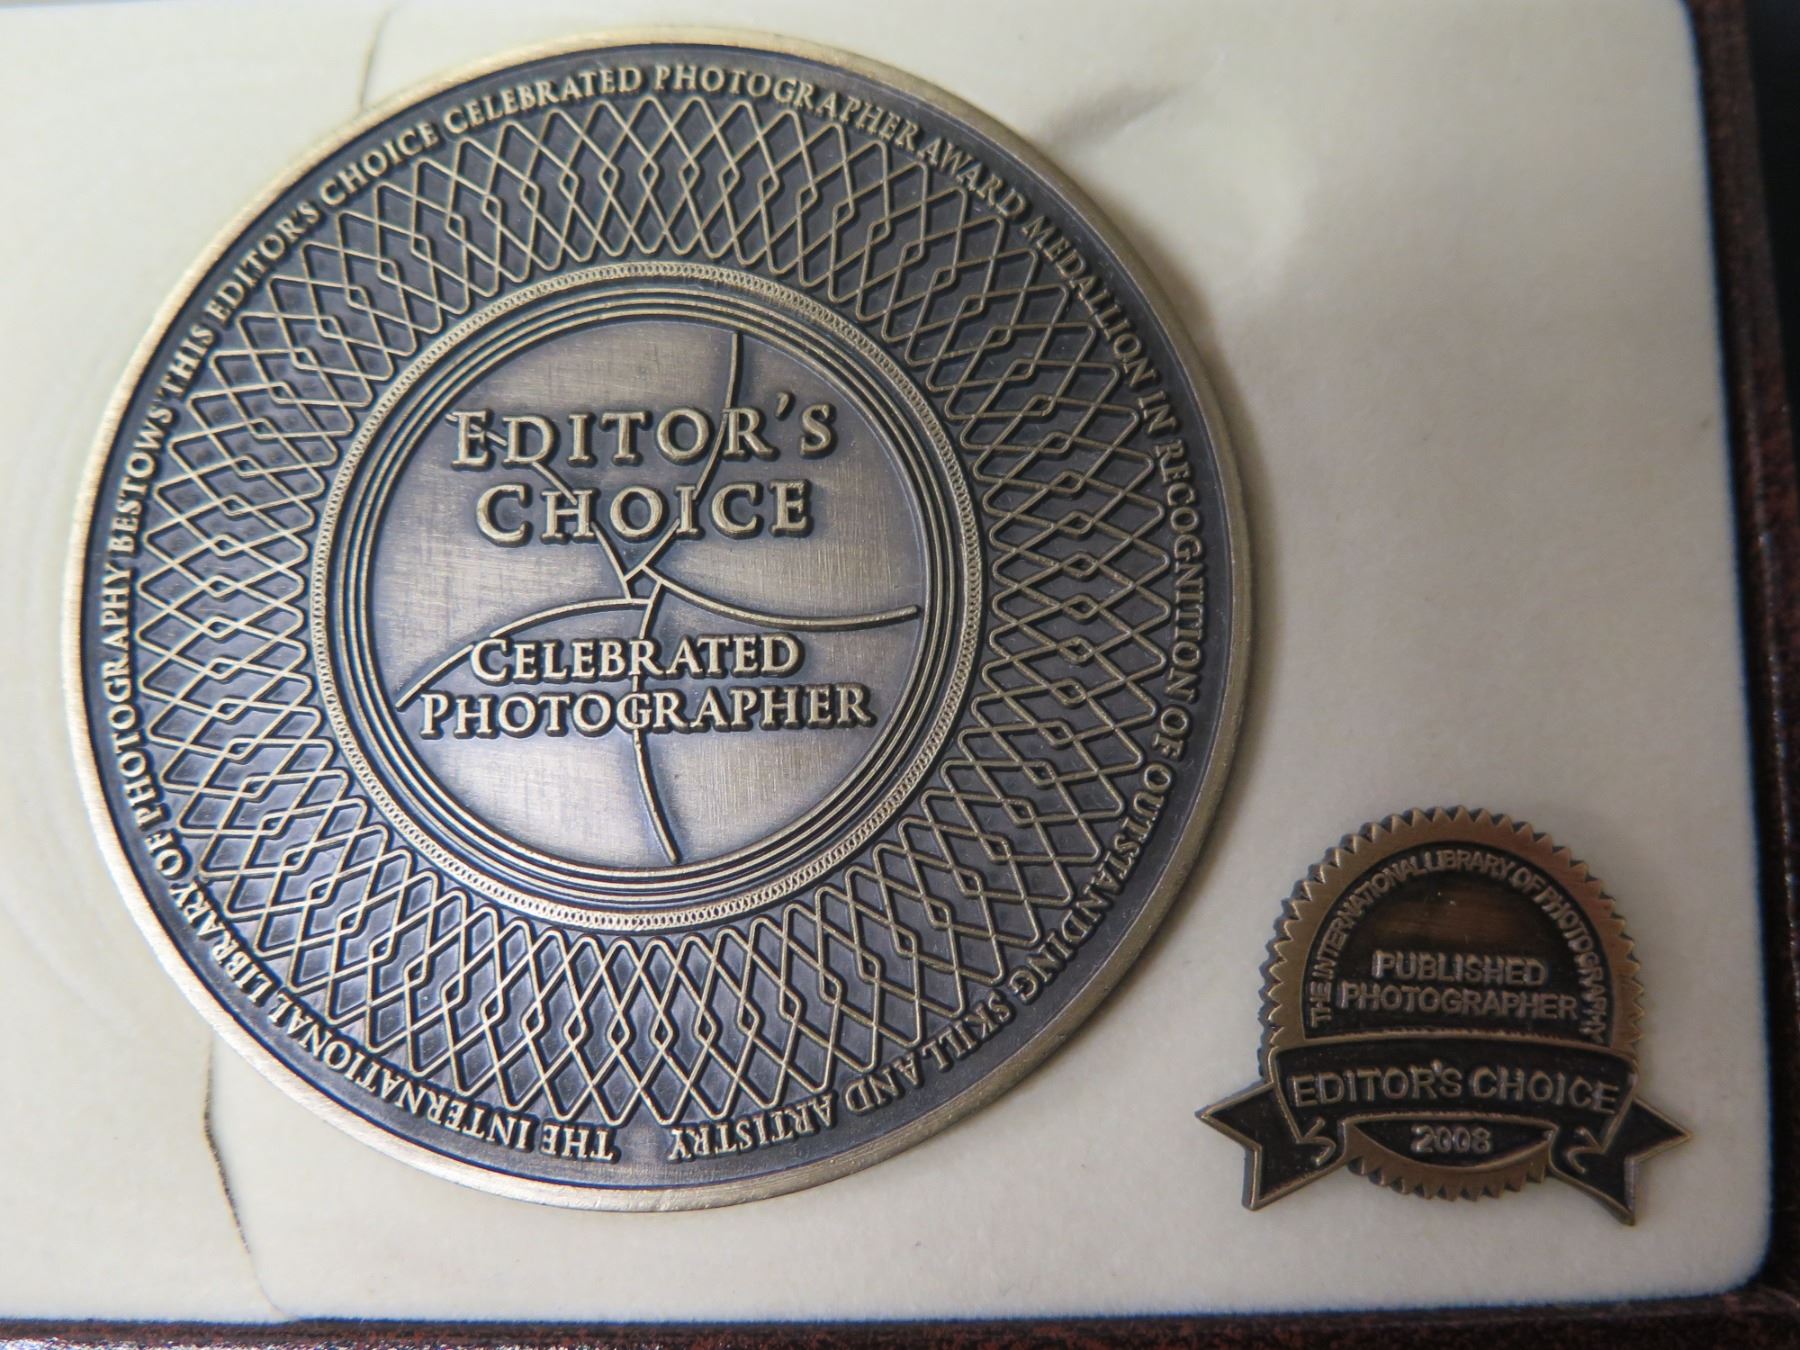 THE INTERNATIONAL LIBRARY OF PHOTOGRAPHY BESTOWS THIS EDITOR'S CHOICE CELEBRATED PHOTOGRAPHER AWARD MEDALLION IN RECOGNITION OF OUTSTANDING SKILL AND ARTISTRY
EDITOR'S
CHOICE
CELEBRATED
PHOTOGRAPHER
THE INTERNATIONAL LIBRARY OF PHOTOGRAPHY
PUBLISHED
PHOTOGRAPHER
EDITOR'S CHOICE
2008